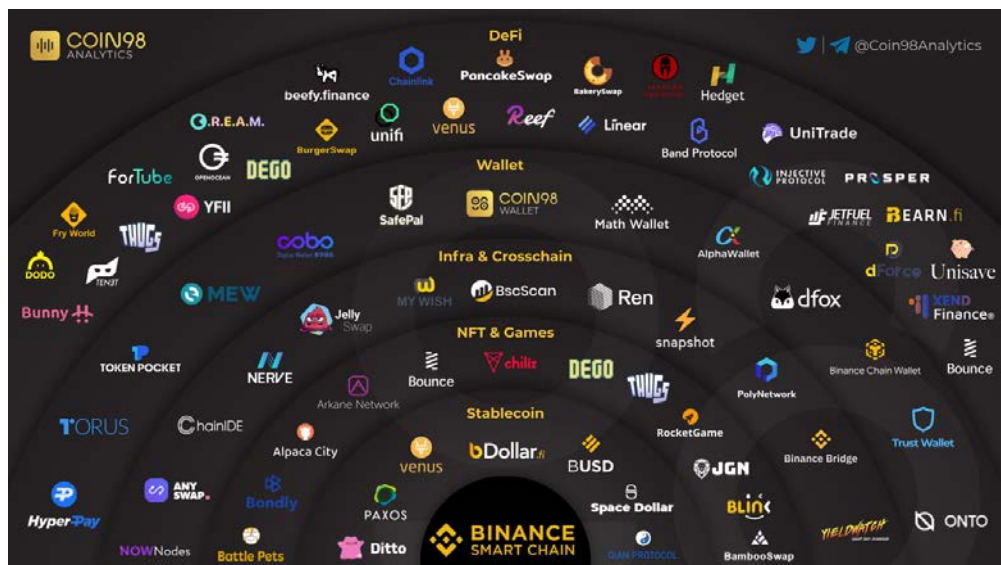 COIN98
ANALYTICS
@Coin98Analytics
DeFi
beefy.finance
Chainlink
PancakeSwap
BakerySwap
Hedget
C.R.E.A.M.
BurgerSwap
unifi
venus
Reef
Linear
Band Protocol
UniTrade
ForTube
OPENOCEAN
DEGO
INJECTIVE
PROTOCOL
PROSPER
YFII
Fry World
THUGS
JETFUEL
FINANCE
BEARN.fi
DODO
TEN3T
dForce
Unisave
Bunny
XEND
Finance
Bounce
Wallet
SafePal
COIN98
WALLET
Math Wallet
cobo
AlphaWallet
MEW
dfox
TOKEN POCKET
Binance Chain Wallet
TORUS
Trust Wallet
HyperPay
ONTO
Infra & Crosschain
MY WISH
BscScan
Ren
Jelly
Swap
snapshot
NERVE
PolyNetwork
ChainIDE
Binance Bridge
ANY
SWAP
NOWNodes
YIELDWATCH
NFT & Games
Bounce
chiliz
DEGO
THUGS
Arkane Network
RocketGame
Alpaca City
JGN
Bondly
BLIN<
Battle Pets
BambooSwap
Stablecoin
venus
bDollar.fi
BUSD
PAXOS
Space Dollar
Ditto
QIAN PROTOCOL
BINANCE
SMART CHAIN